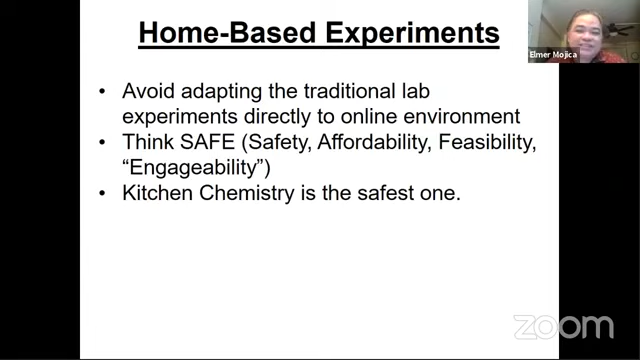 Home-Based Experiments
Elmer Mojica
• Avoid adapting the traditional lab
experiments directly to online environment
• Think SAFE (Safety, Affordability, Feasibility,
“Engageability”)
• Kitchen Chemistry is the safest one.
zoom